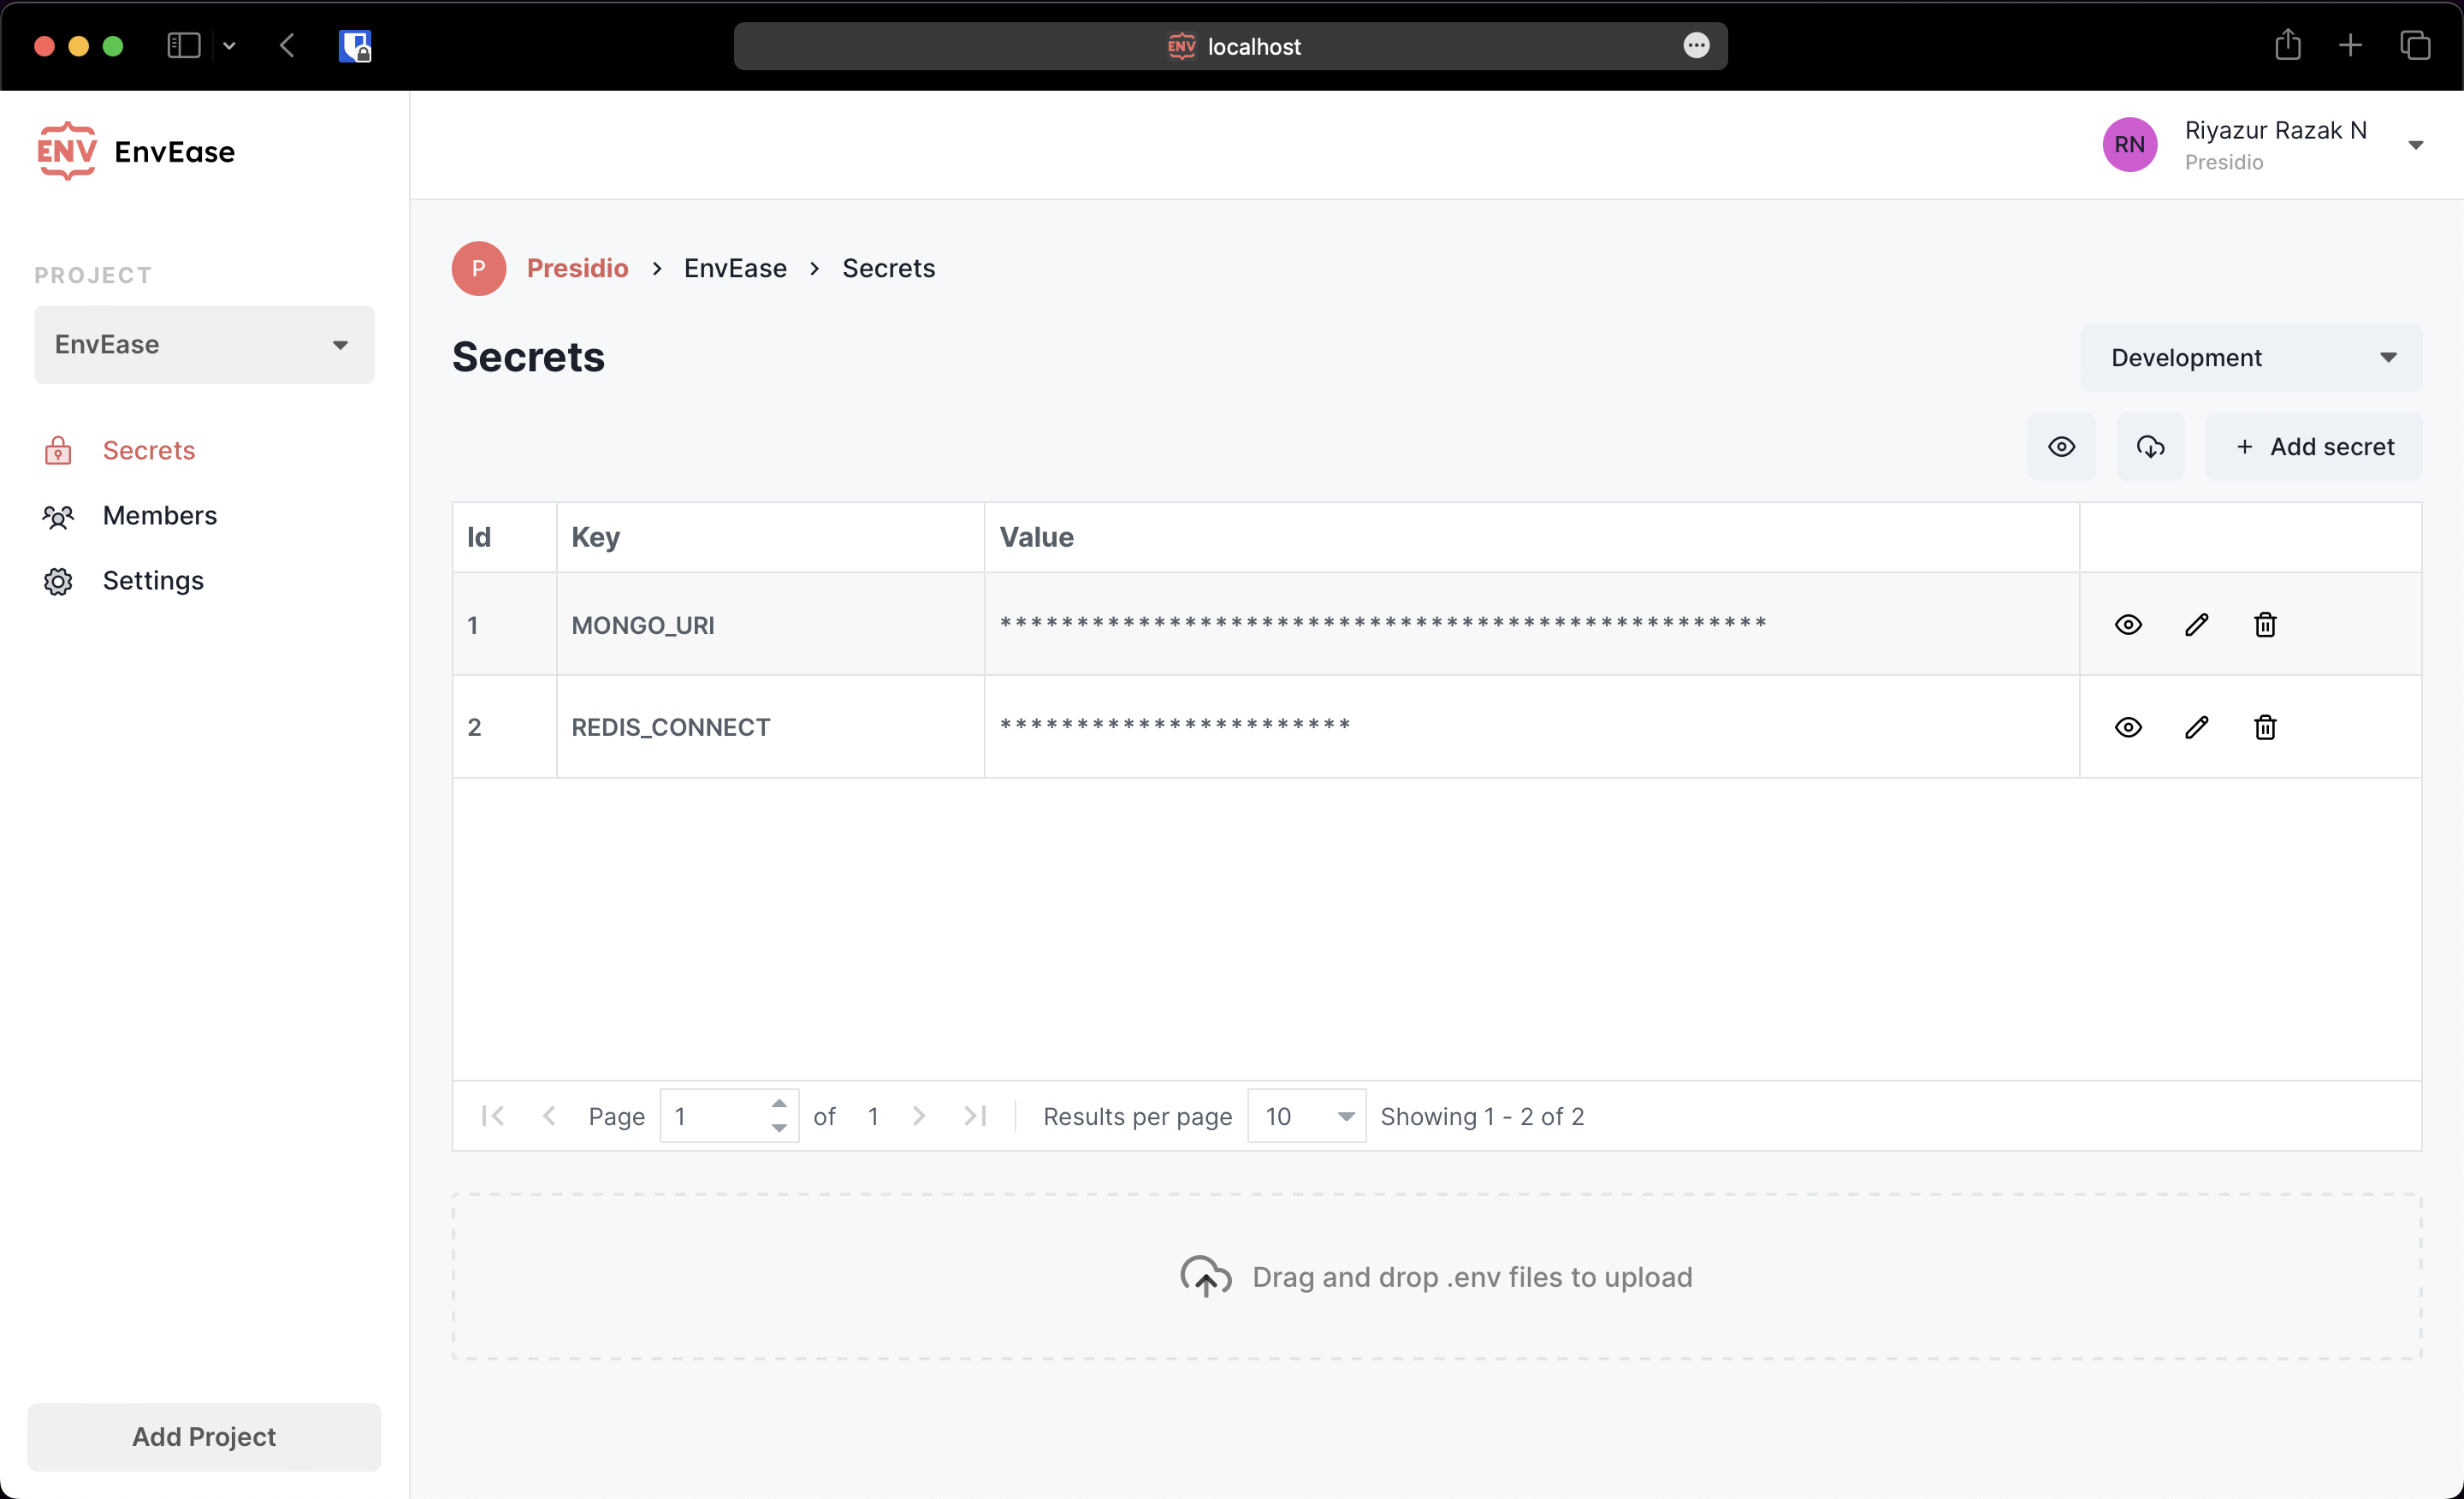 ENV localhost
ENV EnvEase
Riyazur Razak N
RN
Presidio
P Presidio > EnvEase > Secrets
PROJECT
EnvEase
Secrets
Development
Secrets
Members
Settings
+ Add secret
Id Key Value
1 MONGO_URI **************************************************
2 REDIS_CONNECT ***********************
Page 1 of 1 Results per page 10 Showing 1 - 2 of 2
Drag and drop .env files to upload
Add Project